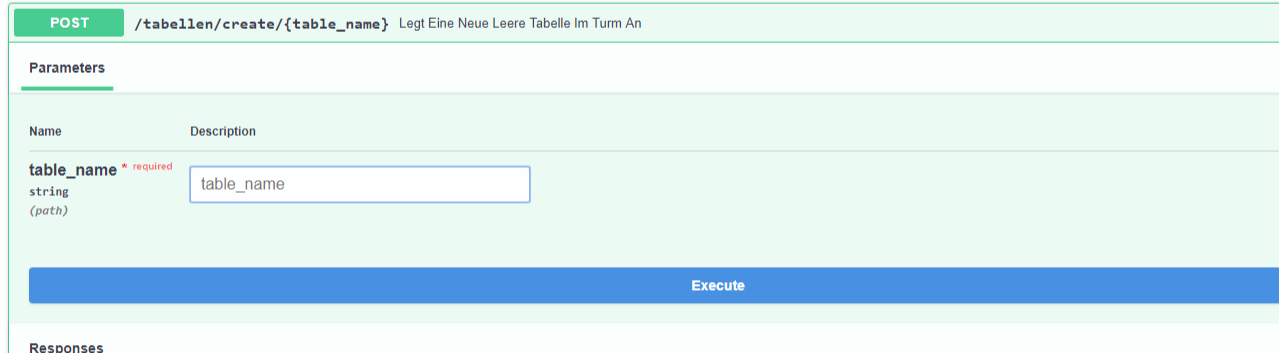 POST /tabellen/create/{table_name} Legt Eine Neue Leere Tabelle Im Turm An
Parameters
Name Description
table_name * required
string
(path)
table_name
Execute
Responses